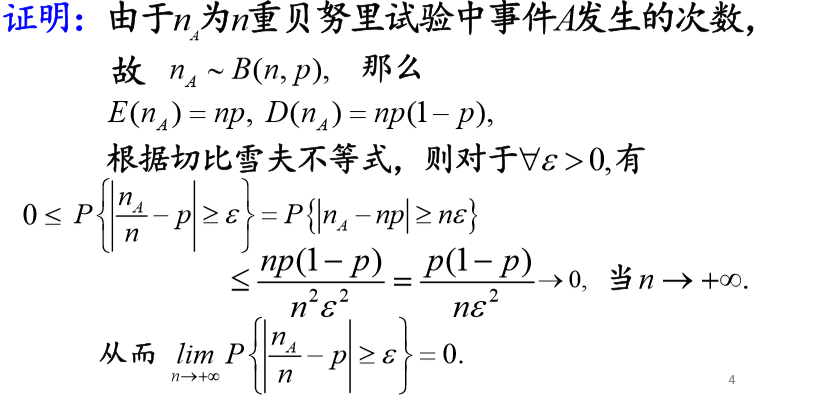 证明：由于n_A为n重贝努里试验中事件A发生的次数，
故 n_A ~ B(n, p), 那么
E(n_A) = np, D(n_A) = np(1 − p),
根据切比雪夫不等式，则对于∀ε > 0,有
0 ≤ P{|n_A/n − p| ≥ ε} = P{|n_A − np| ≥ nε}
≤ np(1 − p)/n²ε² = p(1 − p)/nε² → 0, 当 n → +∞.
从而 lim_{n→+∞} P{|n_A/n − p| ≥ ε} = 0.
4